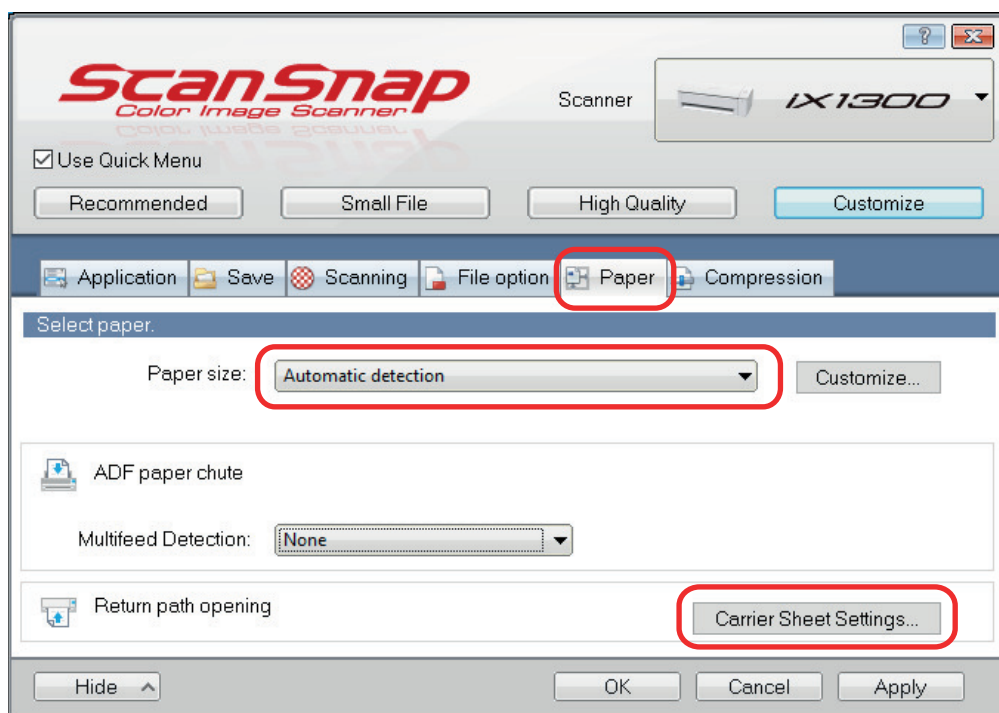 ScanSnap
Color Image Scanner
Scanner
iX1300
Use Quick Menu
Recommended
Small File
High Quality
Customize
Application
Save
Scanning
File option
Paper
Compression
Select paper.
Paper size:
Automatic detection
Customize...
ADF paper chute
Multifeed Detection:
None
Return path opening
Carrier Sheet Settings...
Hide
OK
Cancel
Apply